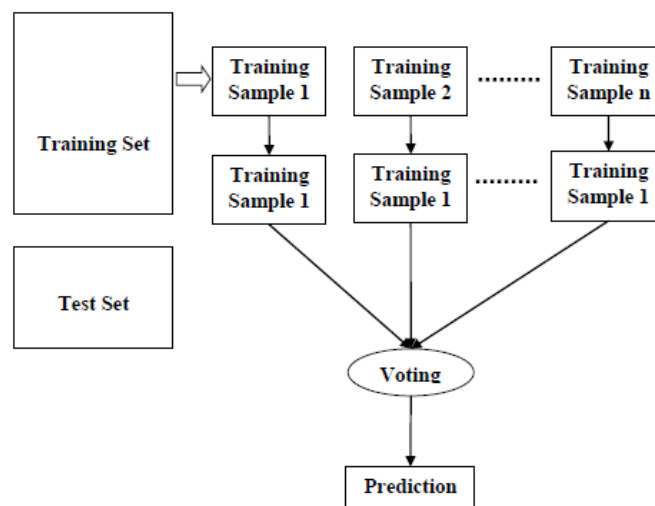 Training
Sample 1
Training
Sample 2
Training
Sample n
Training Set
Training
Sample 1
Training
Sample 1
Training
Sample 1
Test Set
Voting
Prediction